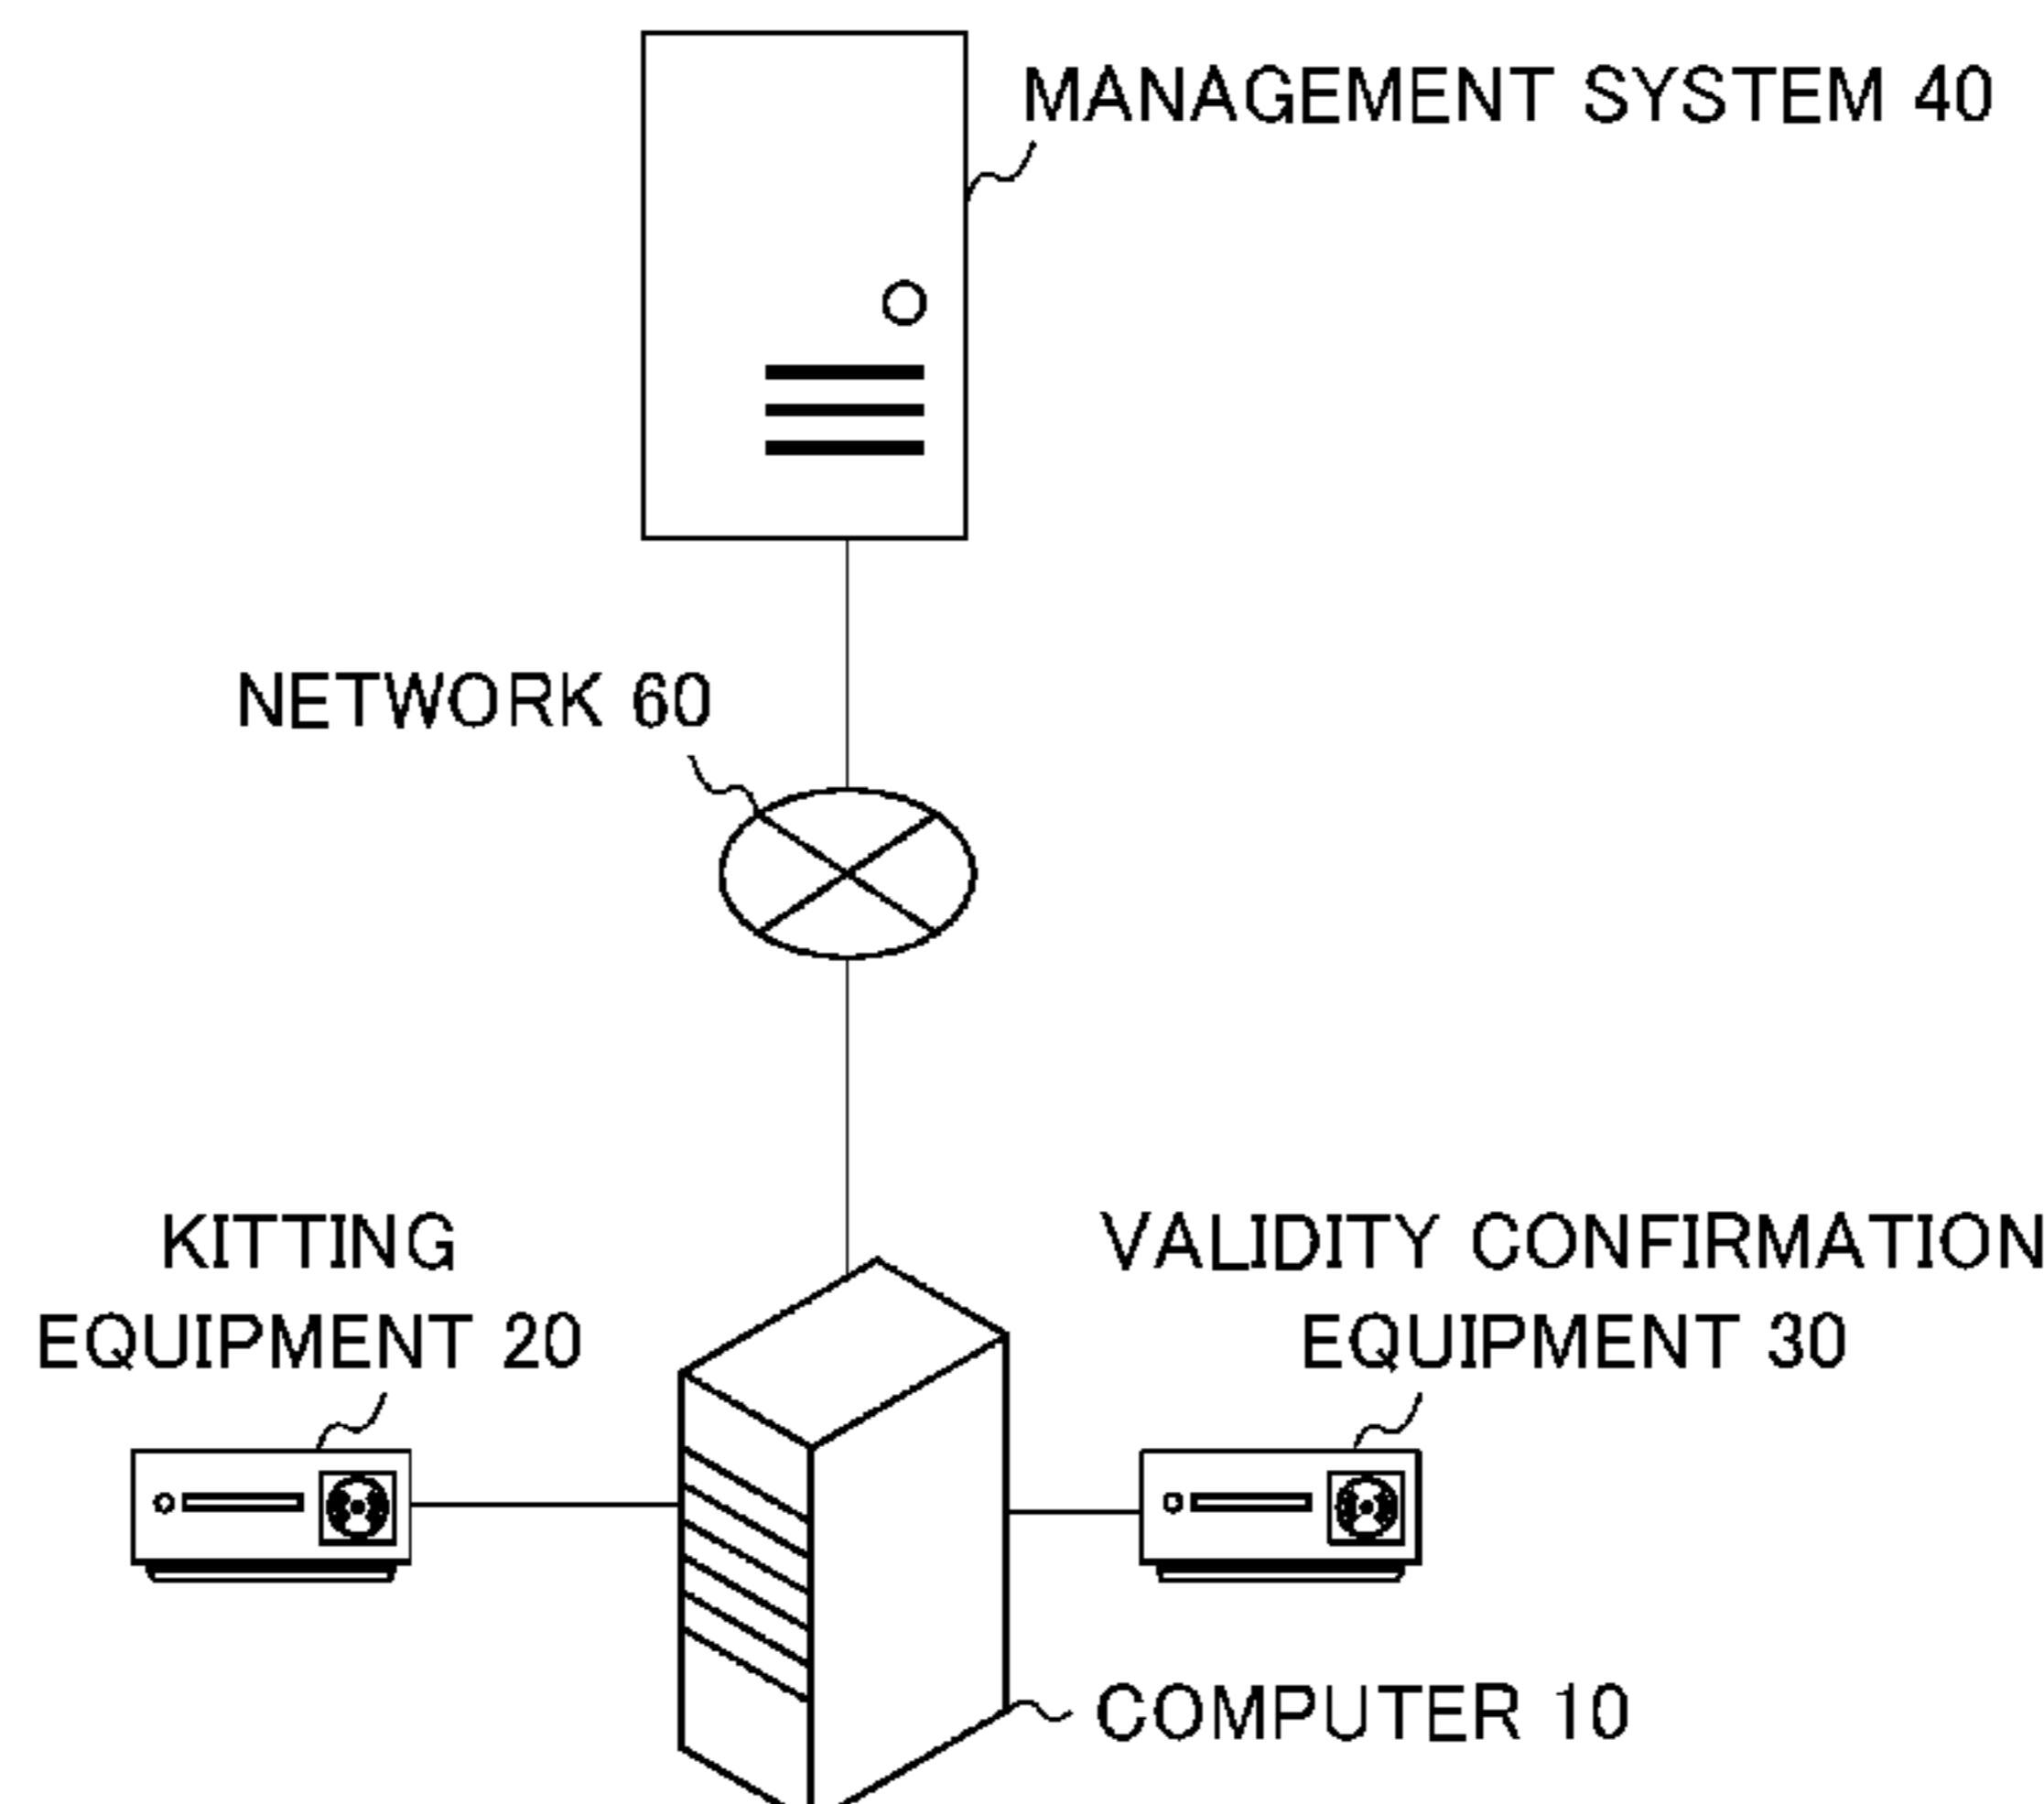 MANAGEMENT SYSTEM 40
NETWORK 60
KITTING
EQUIPMENT 20
VALIDITY CONFIRMATION
EQUIPMENT 30
COMPUTER 10